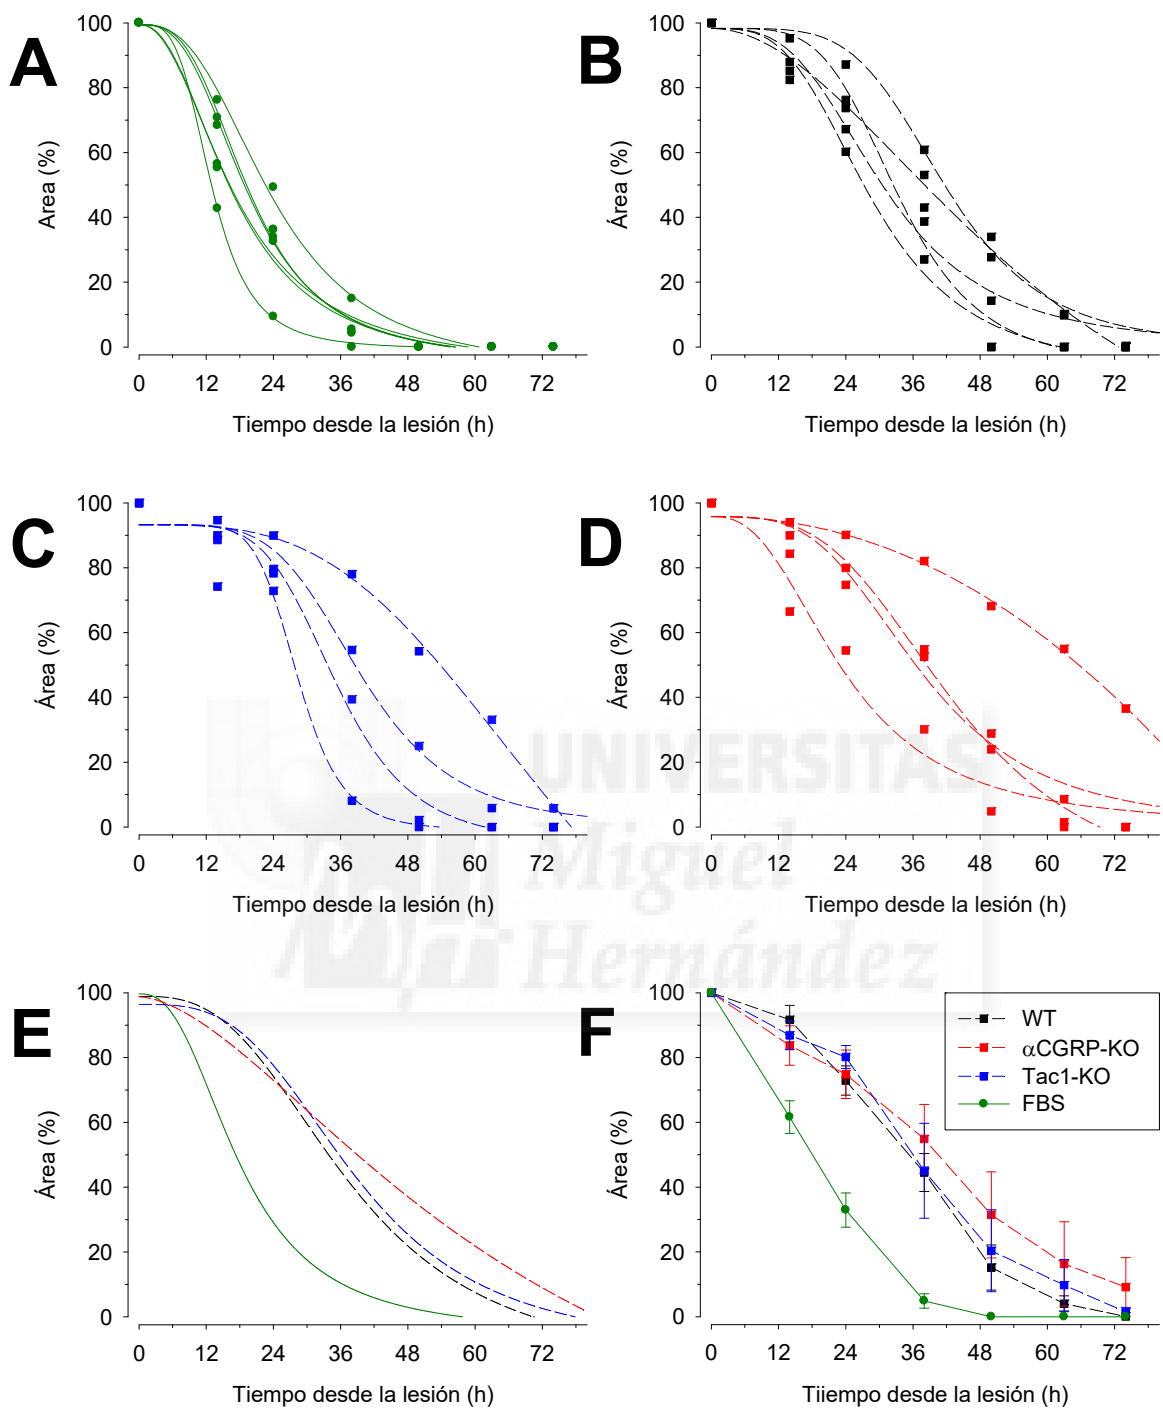 A
100
80
60
40
20
0
Área (%)
0 12 24 36 48 60 72
Tiempo desde la lesión (h)
B
100
80
60
40
20
0
Área (%)
0 12 24 36 48 60 72
Tiempo desde la lesión (h)
C
100
80
60
40
20
0
Área (%)
0 12 24 36 48 60 72
Tiempo desde la lesión (h)
D
100
80
60
40
20
0
Área (%)
0 12 24 36 48 60 72
Tiempo desde la lesión (h)
UNIVERSITAS
Miguel
Hernández
E
100
80
60
40
20
0
Área (%)
0 12 24 36 48 60 72
Tiempo desde la lesión (h)
F
100
80
60
40
20
0
Área (%)
0 12 24 36 48 60 72
Tiiempo desde la lesión (h)
WT
αCGRP-KO
Tac1-KO
FBS